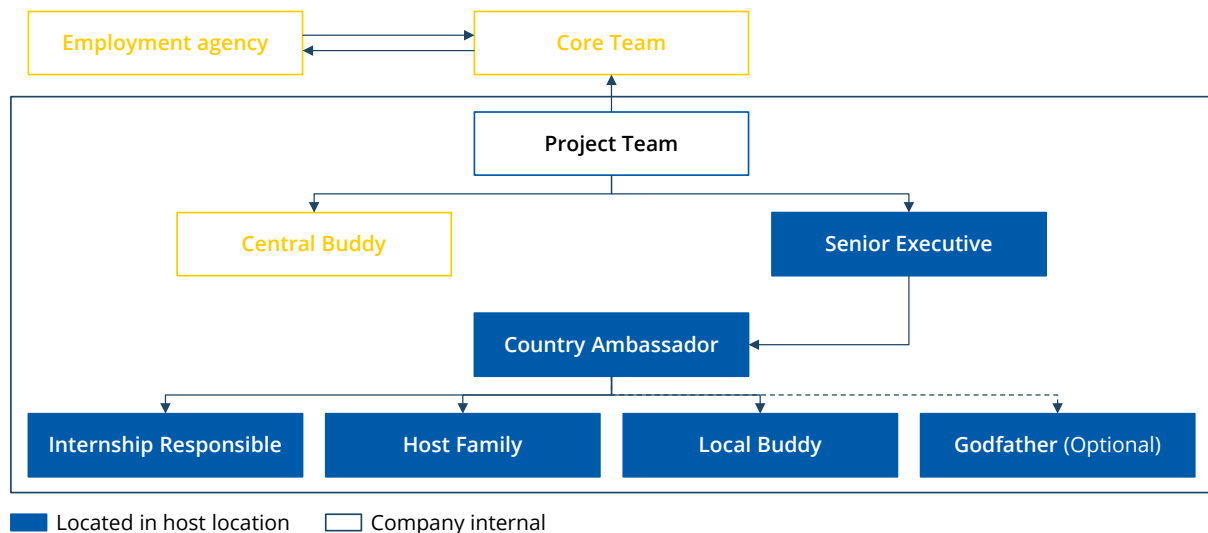 Employment agency
Core Team
Project Team
Central Buddy
Senior Executive
Country Ambassador
Internship Responsible
Host Family
Local Buddy
Godfather (Optional)
Located in host location
Company internal